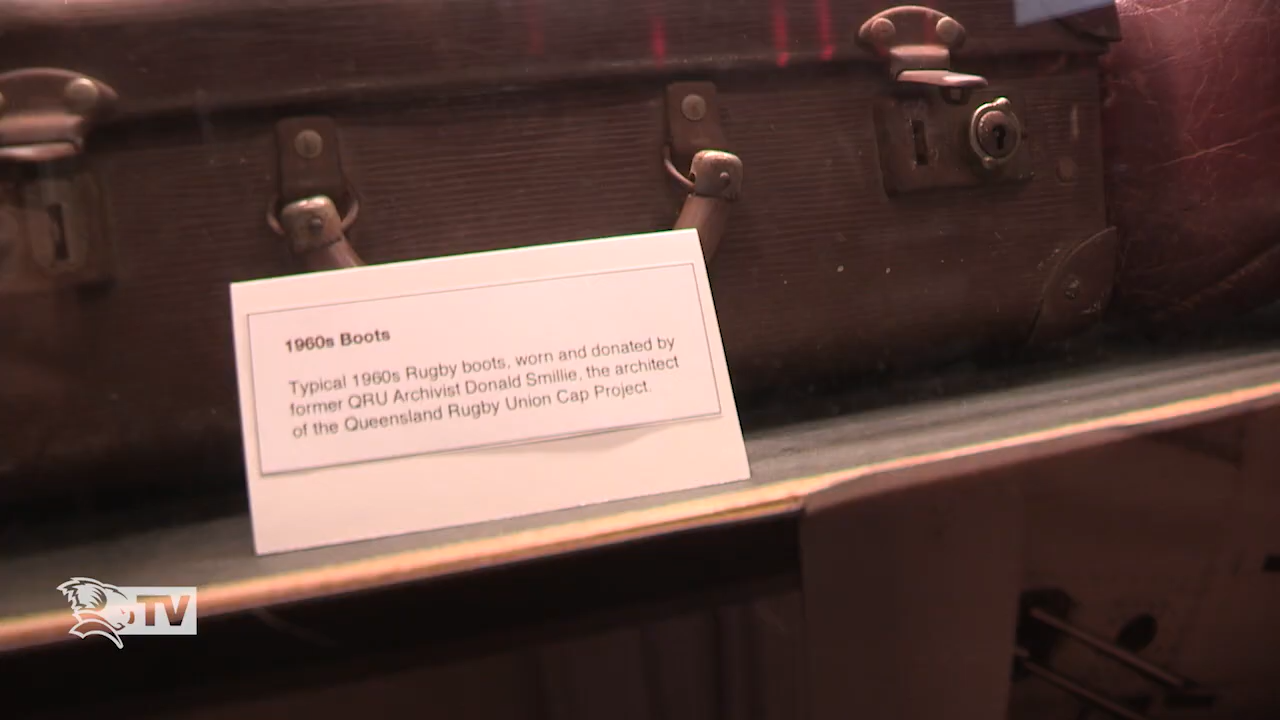 1960s Boots
Typical 1960s Rugby boots, worn and donated by
former QRU Archivist Donald Smillie, the architect
of the Queensland Rugby Union Cap Project.
TV